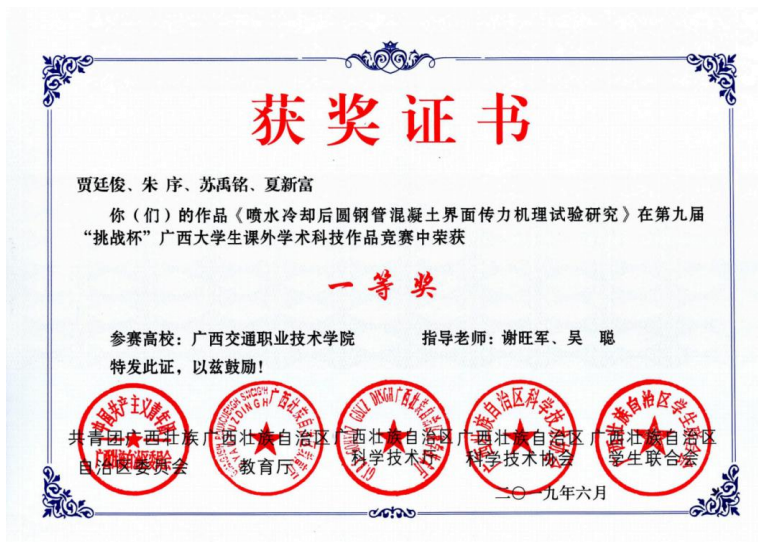 获奖证书
贾廷俊、朱 序、苏禹铭、夏新富
你（们）的作品《喷水冷却后圆钢管混凝土界面传力机理试验研究》在第九届
“挑战杯”广西大学生课外学术科技作品竞赛中荣获
一等奖
参赛高校：广西交通职业技术学院 指导老师：谢旺军、吴 聪
特发此证，以兹鼓励！
共青团广西壮族 广西壮族自治区 广西壮族自治区 广西壮族自治区 广西壮族自治区
自治区委员会 教育厅 科学技术厅 科学技术协会 学生联合会
二〇一九年六月